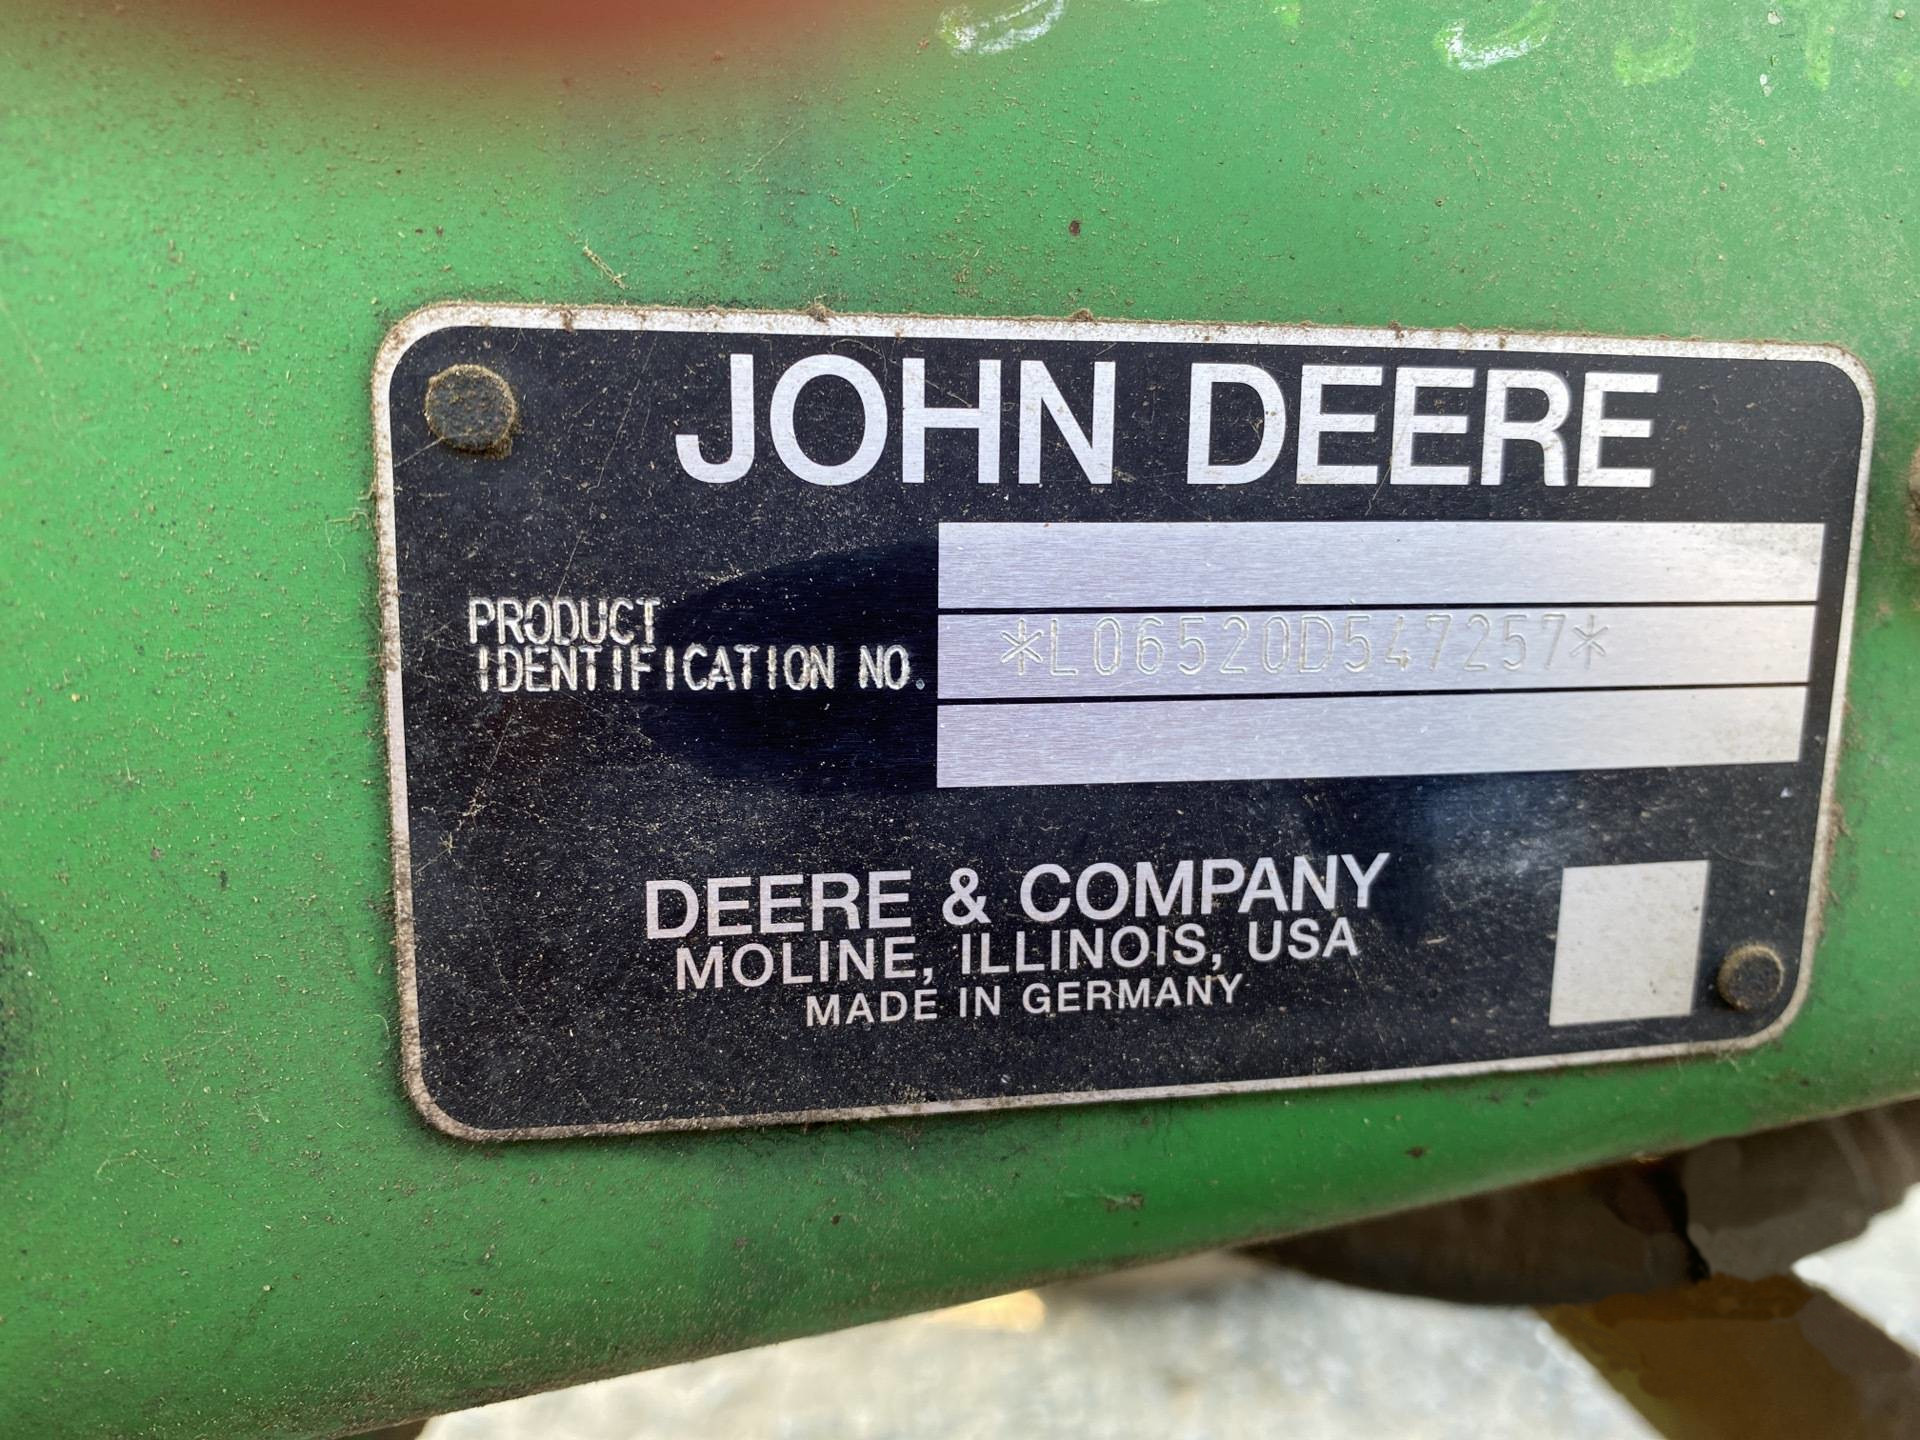 JOHN DEERE
PRODUCT
IDENTIFICATION NO.
*L06520D547257*
DEERE & COMPANY
MOLINE, ILLINOIS, USA
MADE IN GERMANY